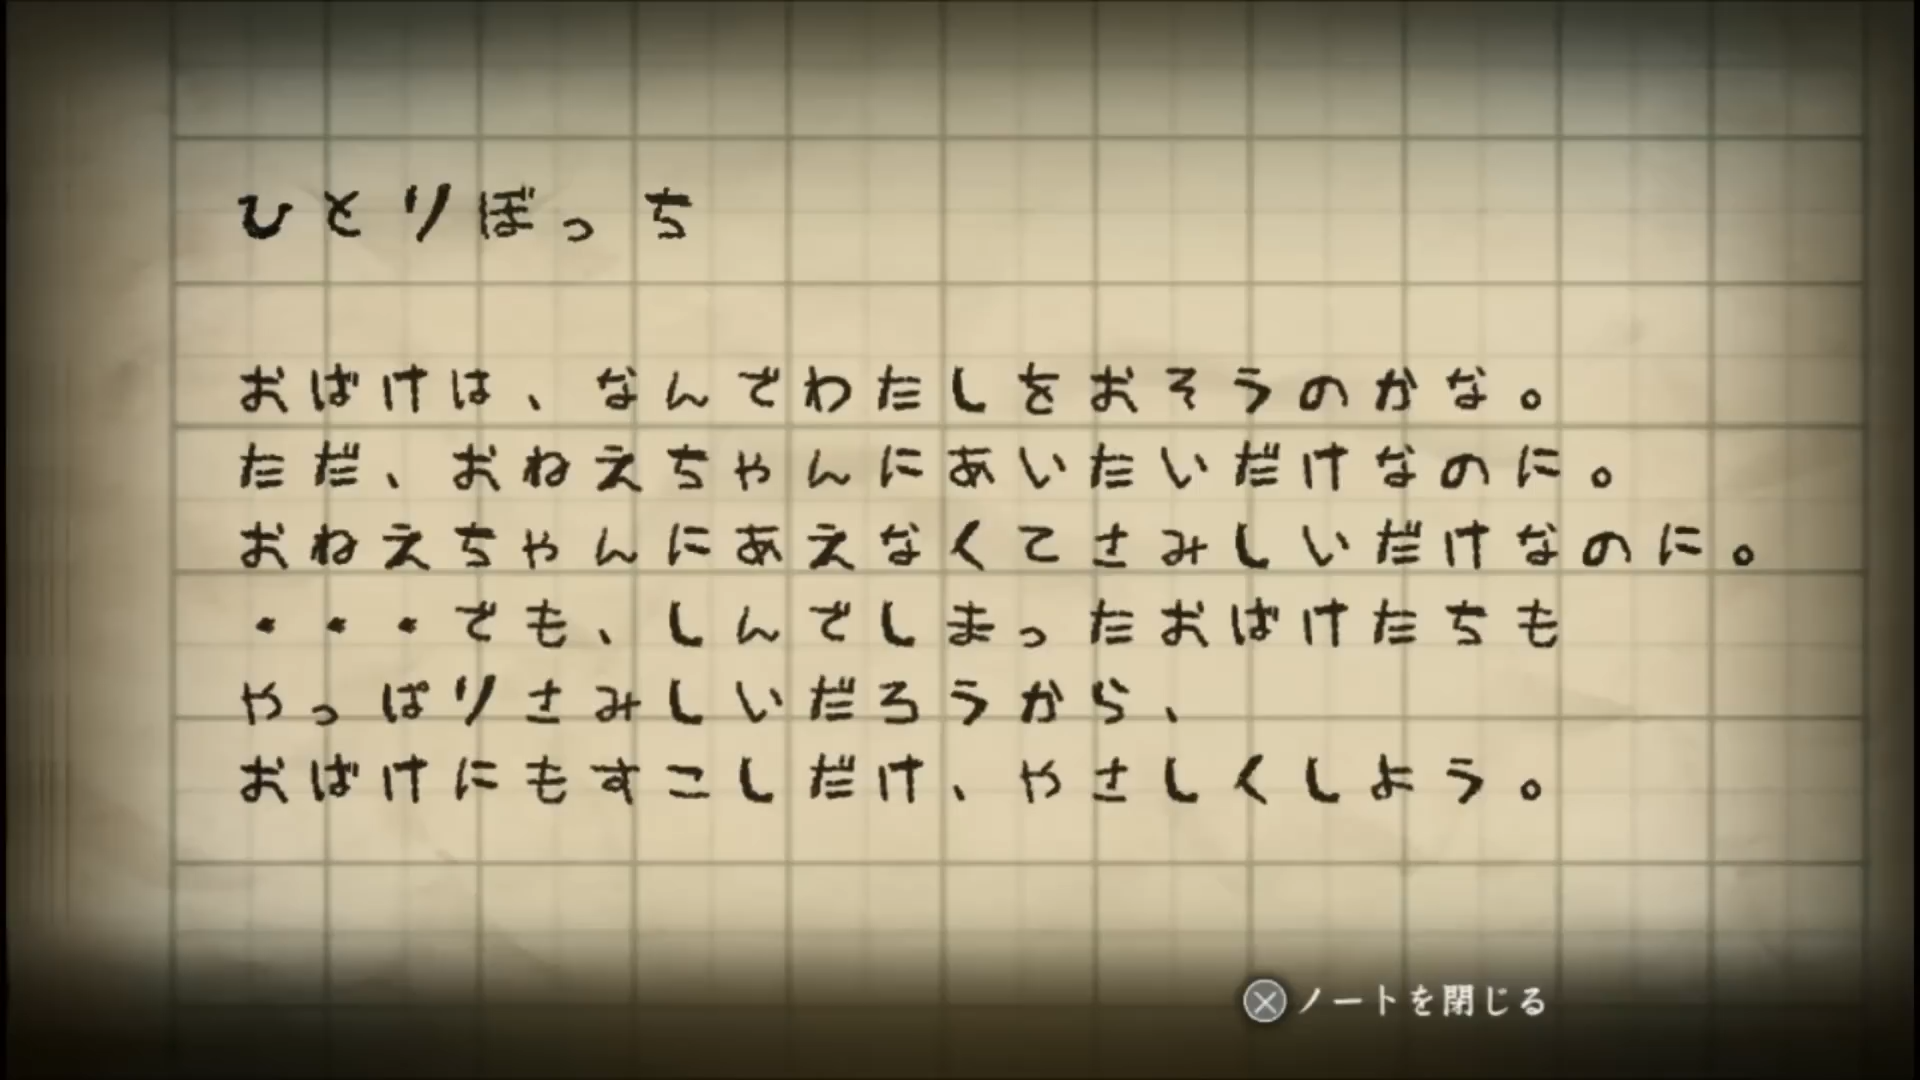 ひとりぼっち
おばけは、なんでわたしをおそうのかな。
ただ、おねえちゃんにあいたいだけなのに。
おねえちゃんにあえなくてさみしいだけなのに。
・・・でも、しんでしまったおばけたちも
やっぱりさみしいだろうから、
おばけにもすこしだけ、やさしくしよう。
ノートを閉じる